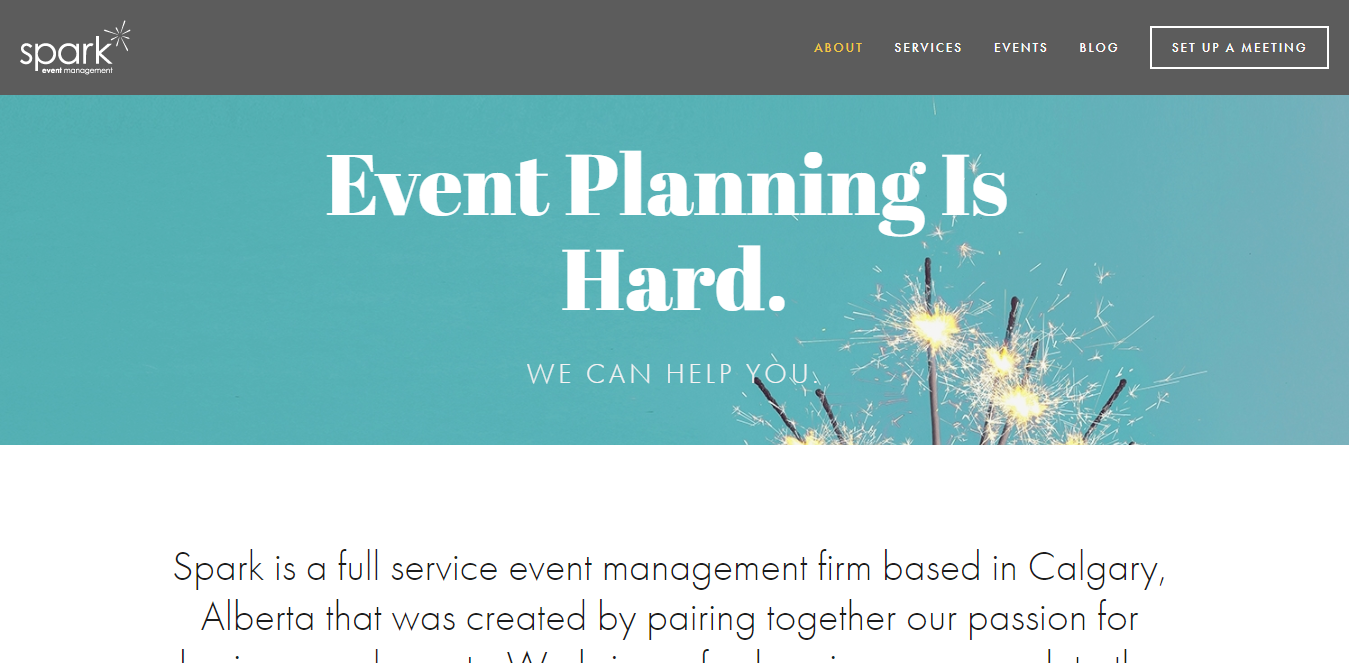 spark
event management
ABOUT SERVICES EVENTS BLOG SET UP A MEETING
Event Planning Is
Hard.
WE CAN HELP YOU.
Spark is a full service event management firm based in Calgary,
Alberta that was created by pairing together our passion for